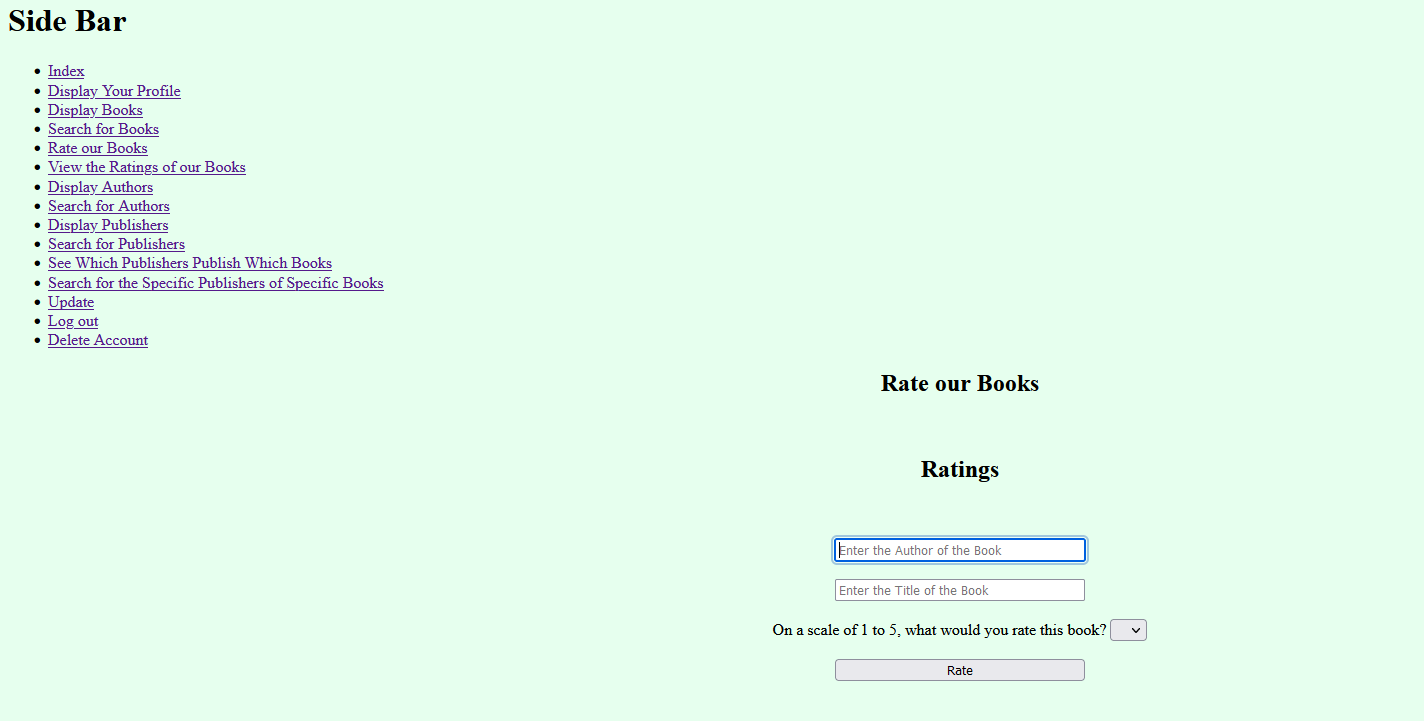 Side Bar
Index
Display Your Profile
Display Books
Search for Books
Rate our Books
View the Ratings of our Books
Display Authors
Search for Authors
Display Publishers
Search for Publishers
See Which Publishers Publish Which Books
Search for the Specific Publishers of Specific Books
Update
Log out
Delete Account
Rate our Books
Ratings
Enter the Author of the Book
Enter the Title of the Book
On a scale of 1 to 5, what would you rate this book?
Rate